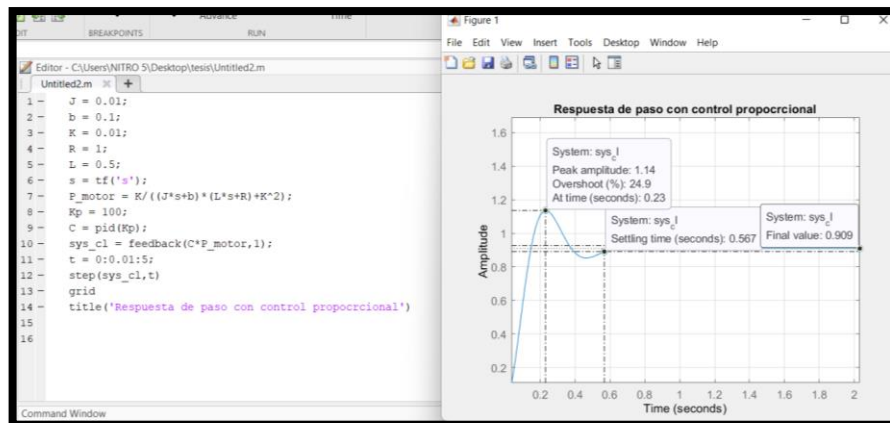 Advance
Time
BREAKPOINTS
RUN
Editor - C:\Users\NITRO 5\Desktop\tesis\Untitled2.m
Untitled2.m
1 - J = 0.01;
2 - b = 0.1;
3 - K = 0.01;
4 - R = 1;
5 - L = 0.5;
6 - s = tf('s');
7 - P_motor = K/((J*s+b)*(L*s+R)+K^2);
8 - Kp = 100;
9 - C = pid(Kp);
10 - sys_cl = feedback(C*P_motor,1);
11 - t = 0:0.01:5;
12 - step(sys_cl,t)
13 - grid
14 - title('Respuesta de paso con control propocrcional')
15
16
Command Window
Figure 1
File Edit View Insert Tools Desktop Window Help
Respuesta de paso con control propocrcional
System: sys_cl
Peak amplitude: 1.14
Overshoot (%): 24.9
At time (seconds): 0.23
System: sys_cl
Settling time (seconds): 0.567
System: sys_cl
Final value: 0.909
Amplitude
1.6
1.4
1.2
1
0.8
0.6
0.4
0.2
0.2 0.4 0.6 0.8 1 1.2 1.4 1.6 1.8 2
Time (seconds)